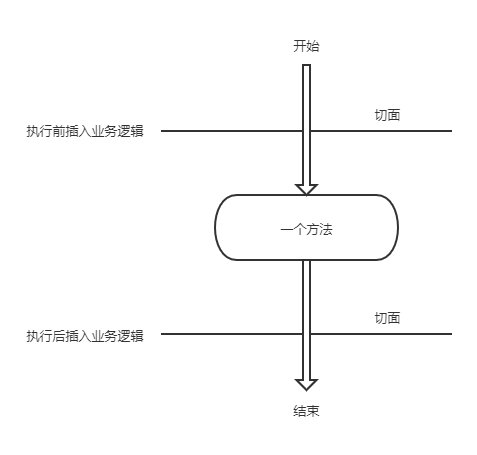 开始
切面
执行前插入业务逻辑
一个方法
切面
执行后插入业务逻辑
结束